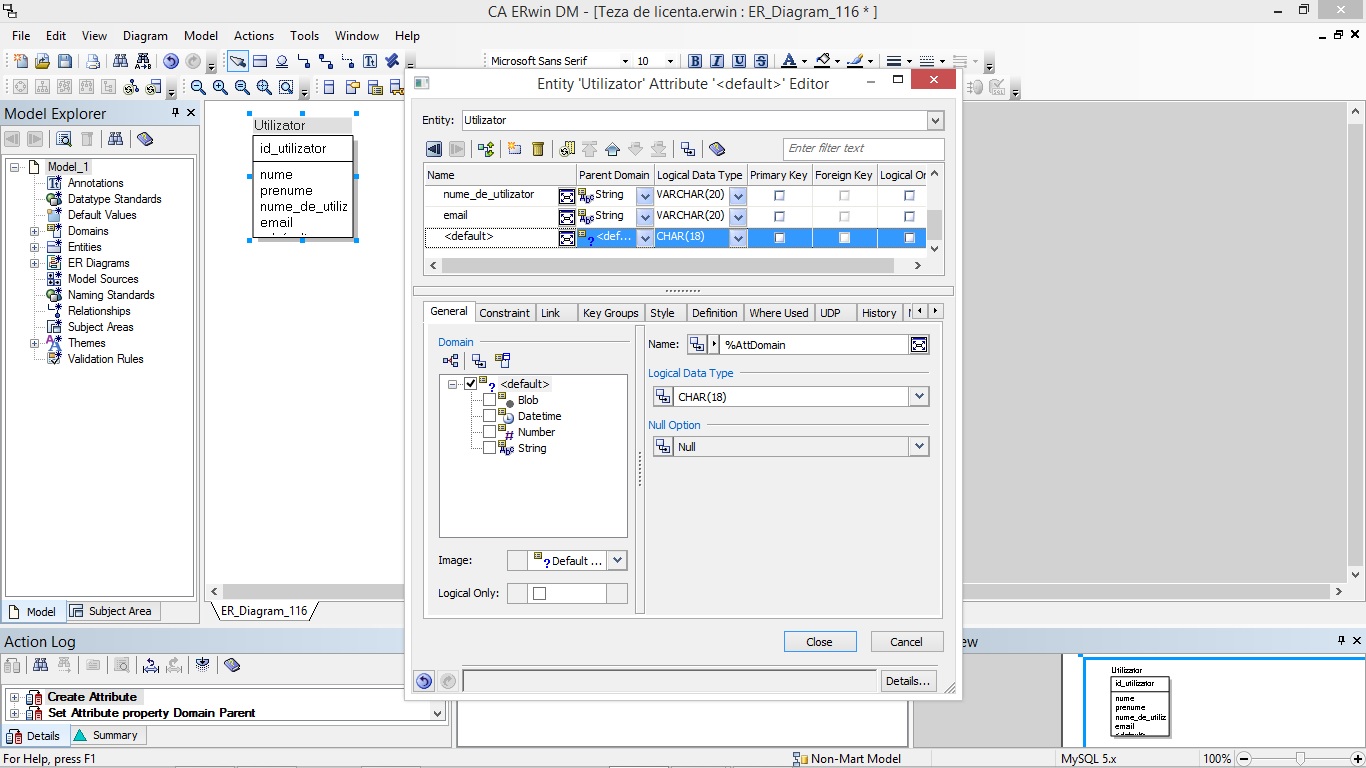 CA ERwin DM - [Teza de licenta.erwin : ER_Diagram_116 * ]
File Edit View Diagram Model Actions Tools Window Help
Microsoft Sans Serif 10 B I U S A
Entity 'Utilizator' Attribute '<default>' Editor
Model Explorer
Model_1
Annotations
Datatype Standards
Default Values
Domains
Entities
ER Diagrams
Model Sources
Naming Standards
Relationships
Subject Areas
Themes
Validation Rules
Model Subject Area
Utilizator
id_utilizator
nume
prenume
nume_de_utiliz
email
ER_Diagram_116
Entity: Utilizator
Enter filter text
Name Parent Domain Logical Data Type Primary Key Foreign Key Logical On
nume_de_utilizator String VARCHAR(20)
email String VARCHAR(20)
<default> <def... CHAR(18)
General Constraint Link Key Groups Style Definition Where Used UDP History
Domain
<default>
Blob
Datetime
Number
String
Image: Default ...
Logical Only:
Name: %AttDomain
Logical Data Type
CHAR(18)
Null Option
Null
Close Cancel
Details...
Action Log
Create Attribute
Set Attribute property Domain Parent
Details Summary
ew
Utilizator
id_utilizator
nume
prenume
nume_de_utiliz
email
For Help, press F1
Non-Mart Model
MySQL 5.x
100%